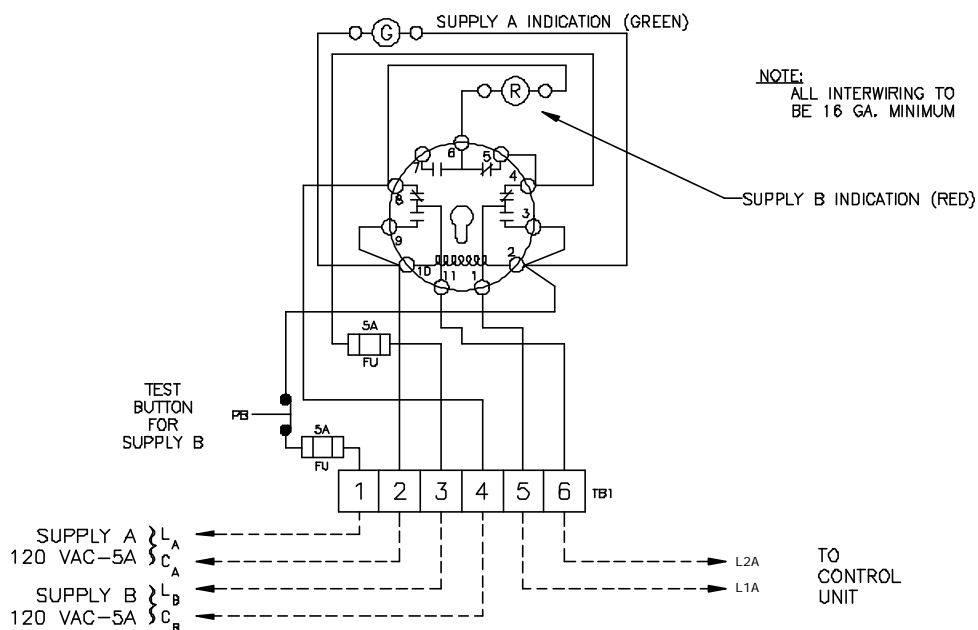 SUPPLY A INDICATION (GREEN)
G
R
NOTE:
ALL INTERWIRING TO
BE 16 GA. MINIMUM
SUPPLY B INDICATION (RED)
6
7
5
4
8
3
9
2
10
11
1
5A
FU
TEST
BUTTON
FOR
SUPPLY B
PB
5A
FU
1 2 3 4 5 6
TB1
SUPPLY A
120 VAC-5A
LA
CA
SUPPLY B
120 VAC-5A
LB
CB
L2A
L1A
TO
CONTROL
UNIT